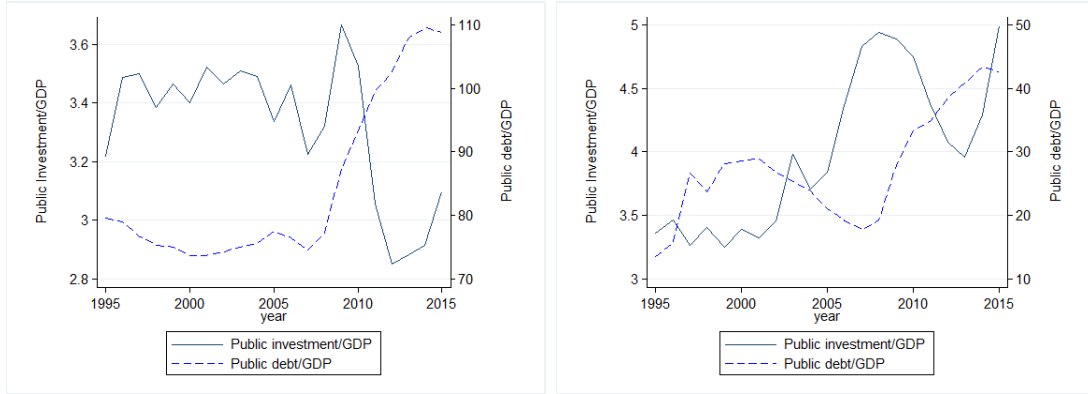 Public Investment/GDP
3.6
3.4
3.2
3
2.8
110
100
90
80
70
Public debt/GDP
1995 2000 2005 2010 2015
year
Public investment/GDP
Public debt/GDP
Public Investment/GDP
5
4.5
4
3.5
3
50
40
30
20
10
Public debt/GDP
1995 2000 2005 2010 2015
year
Public investment/GDP
Public debt/GDP